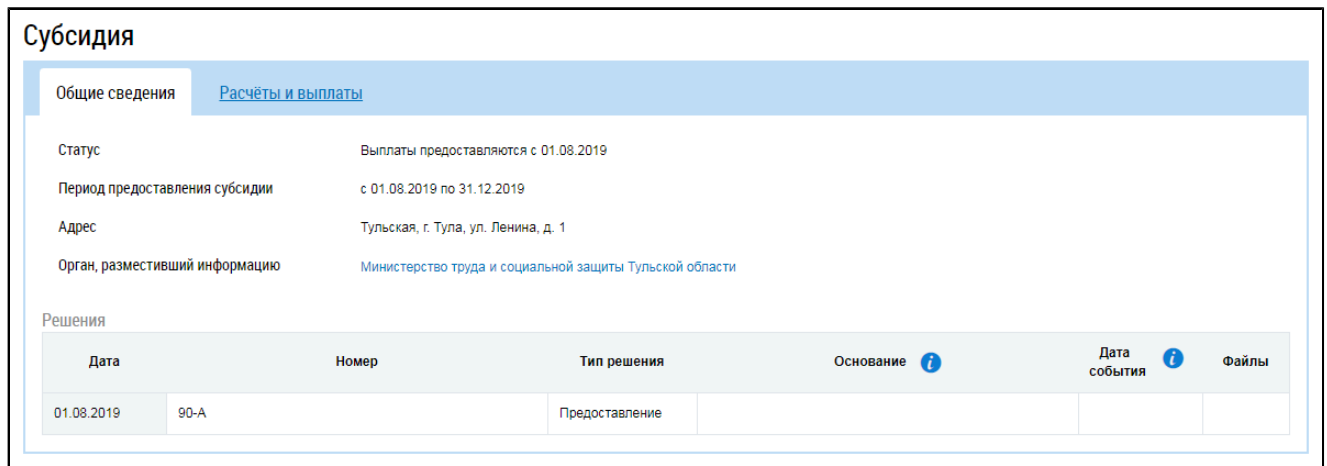 Субсидия
Общие сведения Расчёты и выплаты
Статус Выплаты предоставляются с 01.08.2019
Период предоставления субсидии с 01.08.2019 по 31.12.2019
Адрес Тульская, г. Тула, ул. Ленина, д. 1
Орган, разместивший информацию Министерство труда и социальной защиты Тульской области
Решения
Дата Номер Тип решения Основание i Дата события i Файлы
01.08.2019 90-А Предоставление